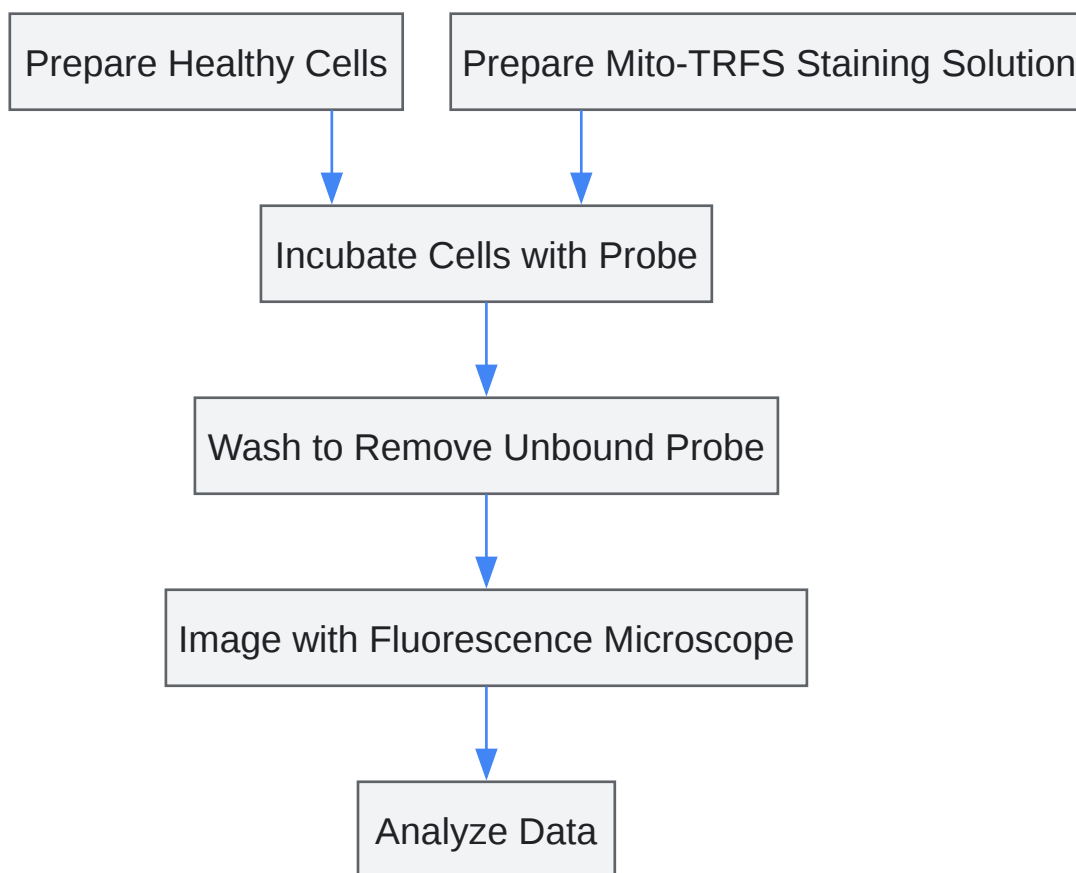 Prepare Healthy Cells
Prepare Mito-TRFS Staining Solution
Incubate Cells with Probe
Wash to Remove Unbound Probe
Image with Fluorescence Microscope
Analyze Data